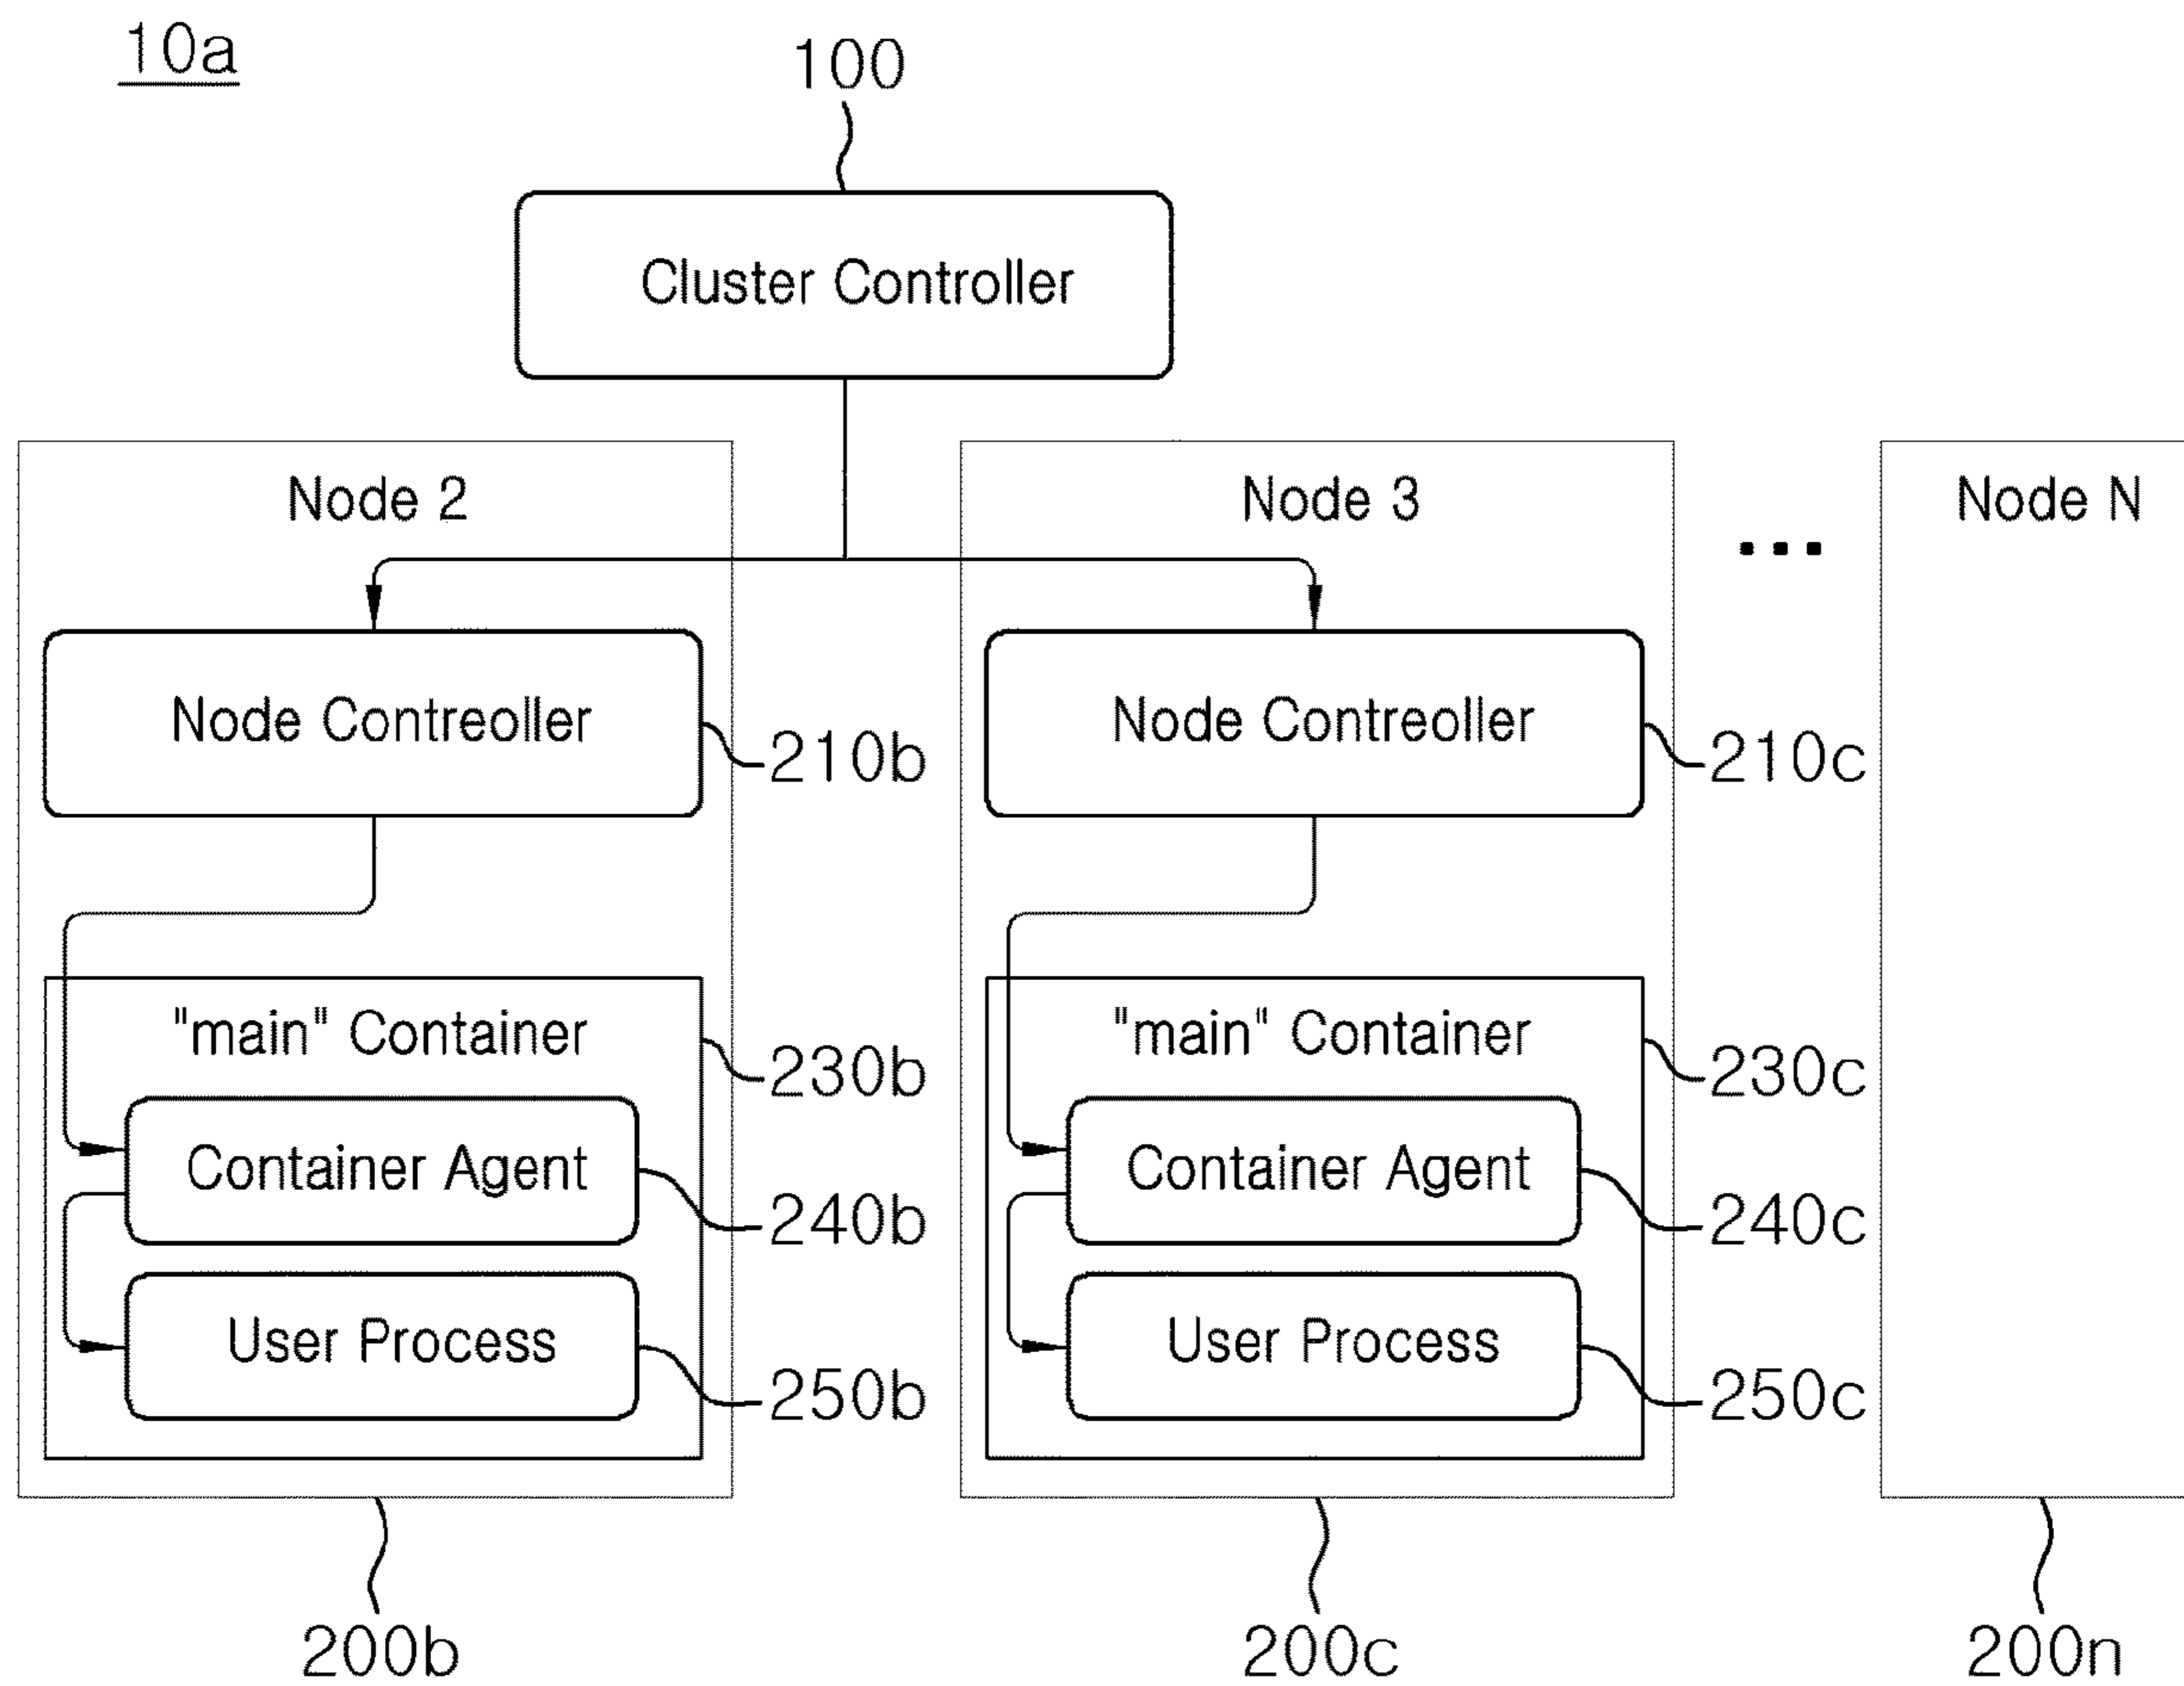 10a
100
Cluster Controller
Node 2
Node 3
...
Node N
Node Contreoller
210b
Node Contreoller
210c
"main" Container
230b
"main" Container
230c
Container Agent
240b
Container Agent
240c
User Process
250b
User Process
250c
200b
200c
200n